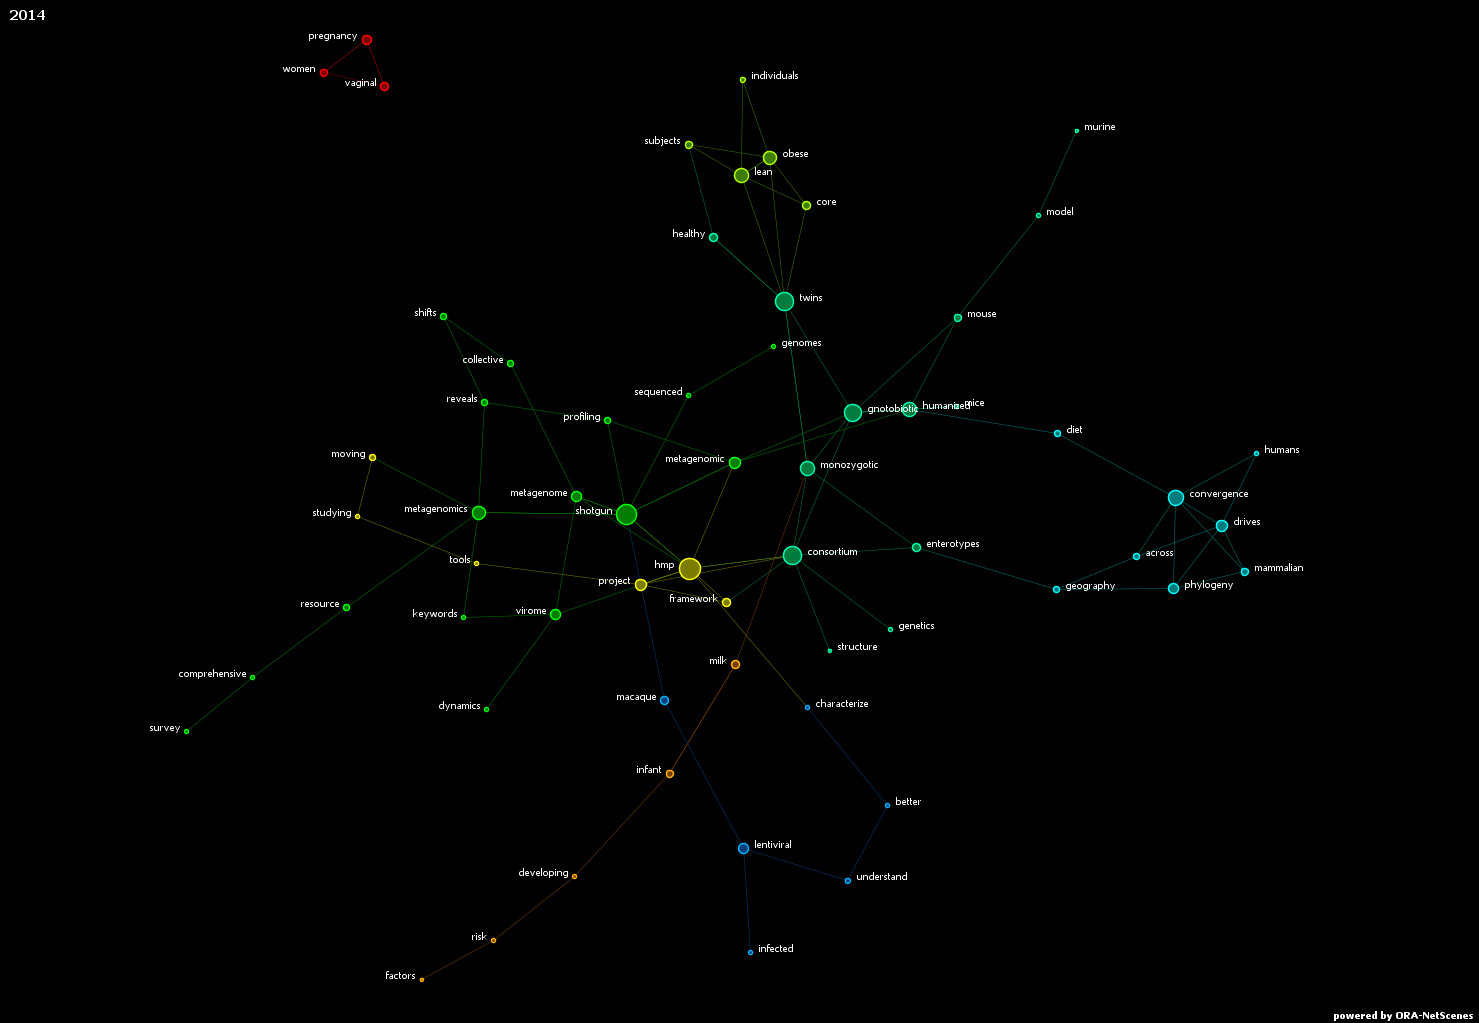 2014
pregnancy
women
vaginal
individuals
subjects
obese
lean
core
murine
model
healthy
twins
mouse
shifts
genomes
collective
sequenced
reveals
profiling
gnotobiotic
humanized
mice
diet
moving
metagenomic
monozygotic
humans
metagenome
convergence
studying
metagenomics
shotgun
drives
tools
hmp
consortium
enterotypes
across
mammalian
project
framework
geography
phylogeny
resource
keywords
virome
genetics
structure
milk
comprehensive
macaque
characterize
survey
dynamics
infant
better
lentiviral
developing
understand
risk
infected
factors
powered by ORA-NetScenes